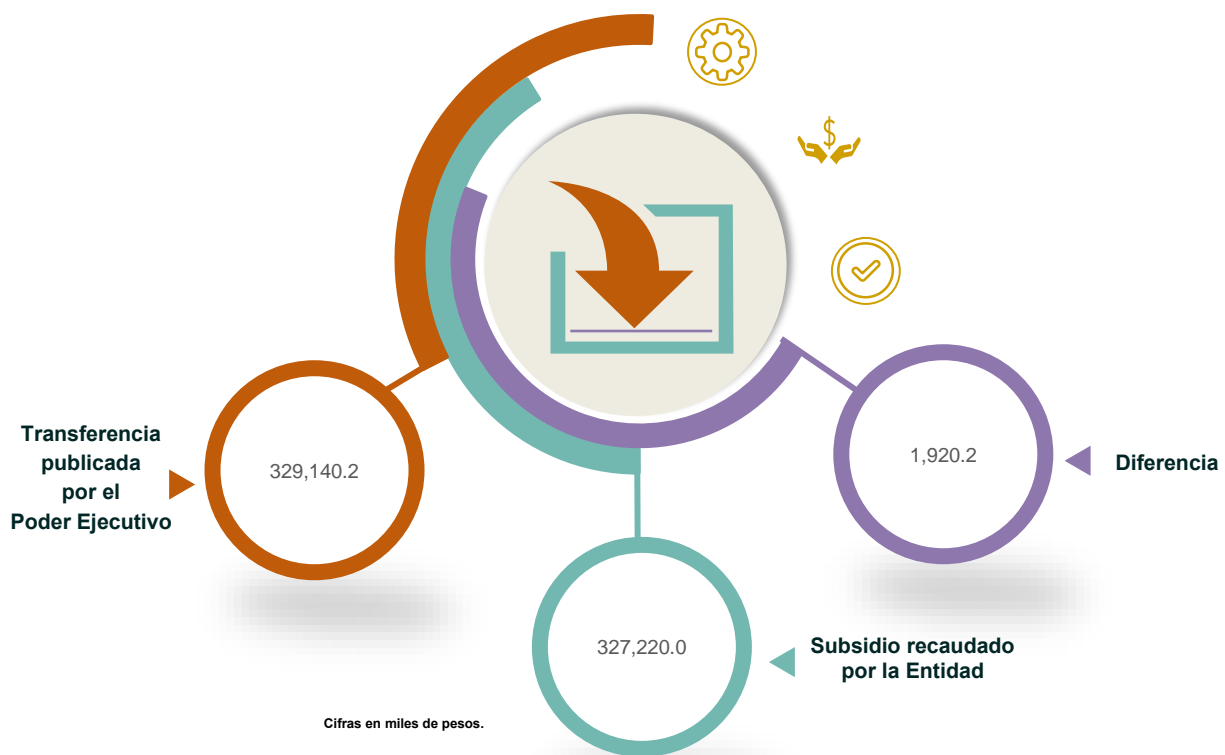 Transferencia
publicada
por el
Poder Ejecutivo
329,140.2
1,920.2
Diferencia
327,220.0
Subsidio recaudado
por la Entidad
Cifras en miles de pesos.
$